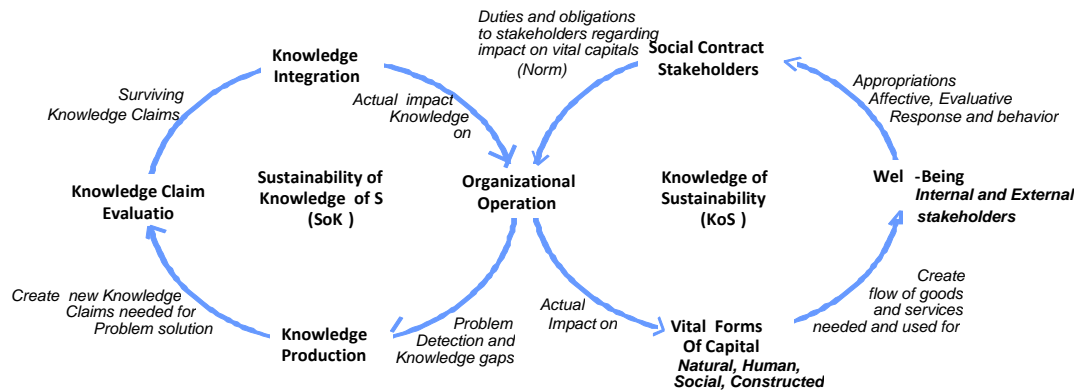 Knowledge
Integration
Surviving
Knowledge Claims
Actual impact
Knowledge
on
Knowledge Claim
Evaluatio
Sustainability of
Knowledge of S
(SoK )
Create new Knowledge
Claims needed for
Problem solution
Knowledge
Production
Problem
Detection and
Knowledge gaps
Organizational
Operation
Duties and obligations
to stakeholders regarding
impact on vital capitals
(Norm)
Social Contract
Stakeholders
Appropriations
Affective, Evaluative
Response and behavior
Knowledge of
Sustainability
(KoS )
Wel -Being
Internal and External
stakeholders
Actual
Impact on
Vital Forms
Of Capital
Natural, Human,
Social, Constructed
Create
flow of goods
and services
needed and used for